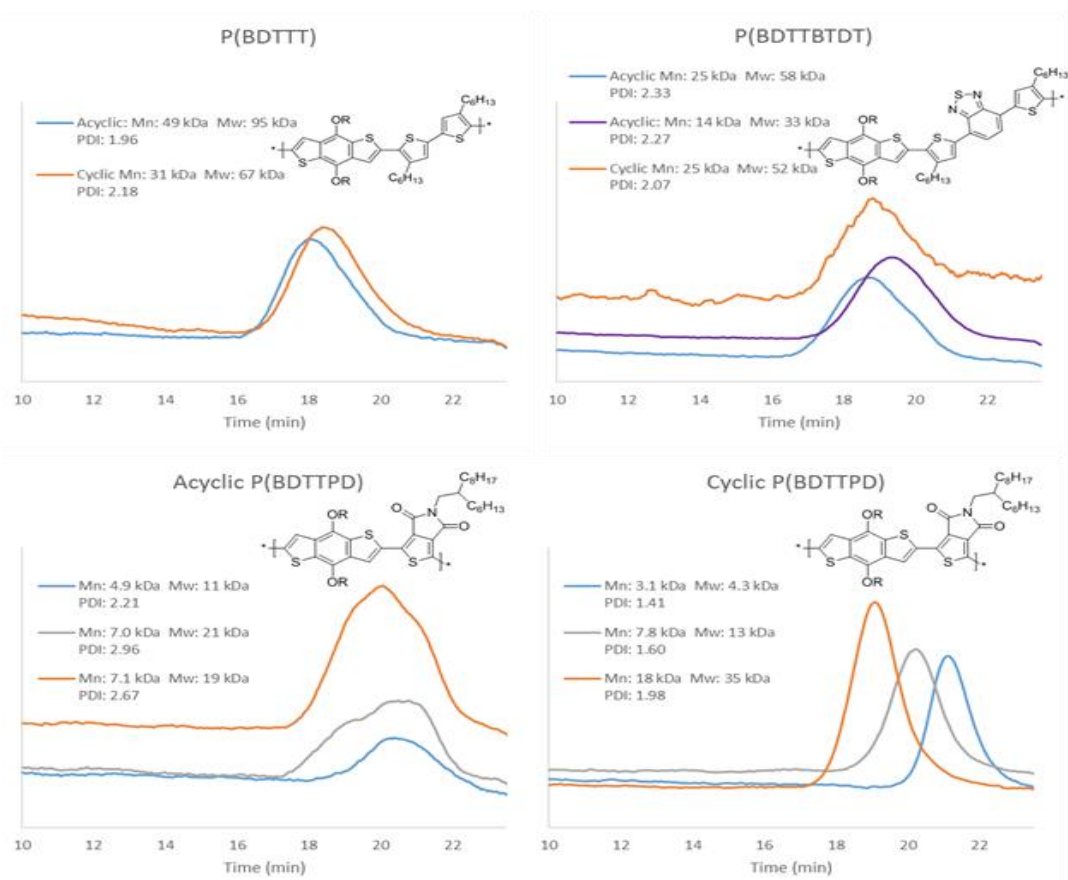 P(BDTTT)
Acyclic: Mn: 49 kDa Mw: 95 kDa
PDI: 1.96
Cyclic Mn: 31 kDa Mw: 67 kDa
PDI: 2.18
C₆H₁₃
OR
S
S
S
S
OR
C₆H₁₃
10 12 14 16 18 20 22
Time (min)
P(BDTTBTDT)
Acyclic Mn: 25 kDa Mw: 58 kDa
PDI: 2.33
Acyclic: Mn: 14 kDa Mw: 33 kDa
PDI: 2.27
Cyclic Mn: 25 kDa Mw: 52 kDa
PDI: 2.07
C₆H₁₃
S
N
N
S
OR
S
S
S
OR
C₆H₁₃
10 12 14 16 18 20 22
Time (min)
Acyclic P(BDTTPD)
C₈H₁₇
C₆H₁₃
O
N
O
OR
S
S
S
OR
Mn: 4.9 kDa Mw: 11 kDa
PDI: 2.21
Mn: 7.0 kDa Mw: 21 kDa
PDI: 2.96
Mn: 7.1 kDa Mw: 19 kDa
PDI: 2.67
10 12 14 16 18 20 22
Time (min)
Cyclic P(BDTTPD)
C₈H₁₇
C₆H₁₃
O
N
O
OR
S
S
S
OR
Mn: 3.1 kDa Mw: 4.3 kDa
PDI: 1.41
Mn: 7.8 kDa Mw: 13 kDa
PDI: 1.60
Mn: 18 kDa Mw: 35 kDa
PDI: 1.98
10 12 14 16 18 20 22
Time (min)